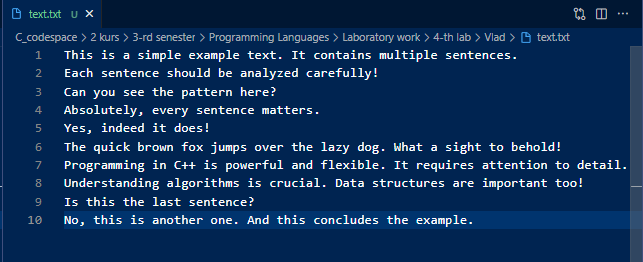 text.txt U
C_codespace > 2 kurs > 3-rd senester > Programming Languages > Laboratory work > 4-th lab > Vlad > text.txt
1 This is a simple example text. It contains multiple sentences.
2 Each sentence should be analyzed carefully!
3 Can you see the pattern here?
4 Absolutely, every sentence matters.
5 Yes, indeed it does!
6 The quick brown fox jumps over the lazy dog. What a sight to behold!
7 Programming in C++ is powerful and flexible. It requires attention to detail.
8 Understanding algorithms is crucial. Data structures are important too!
9 Is this the last sentence?
10 No, this is another one. And this concludes the example.